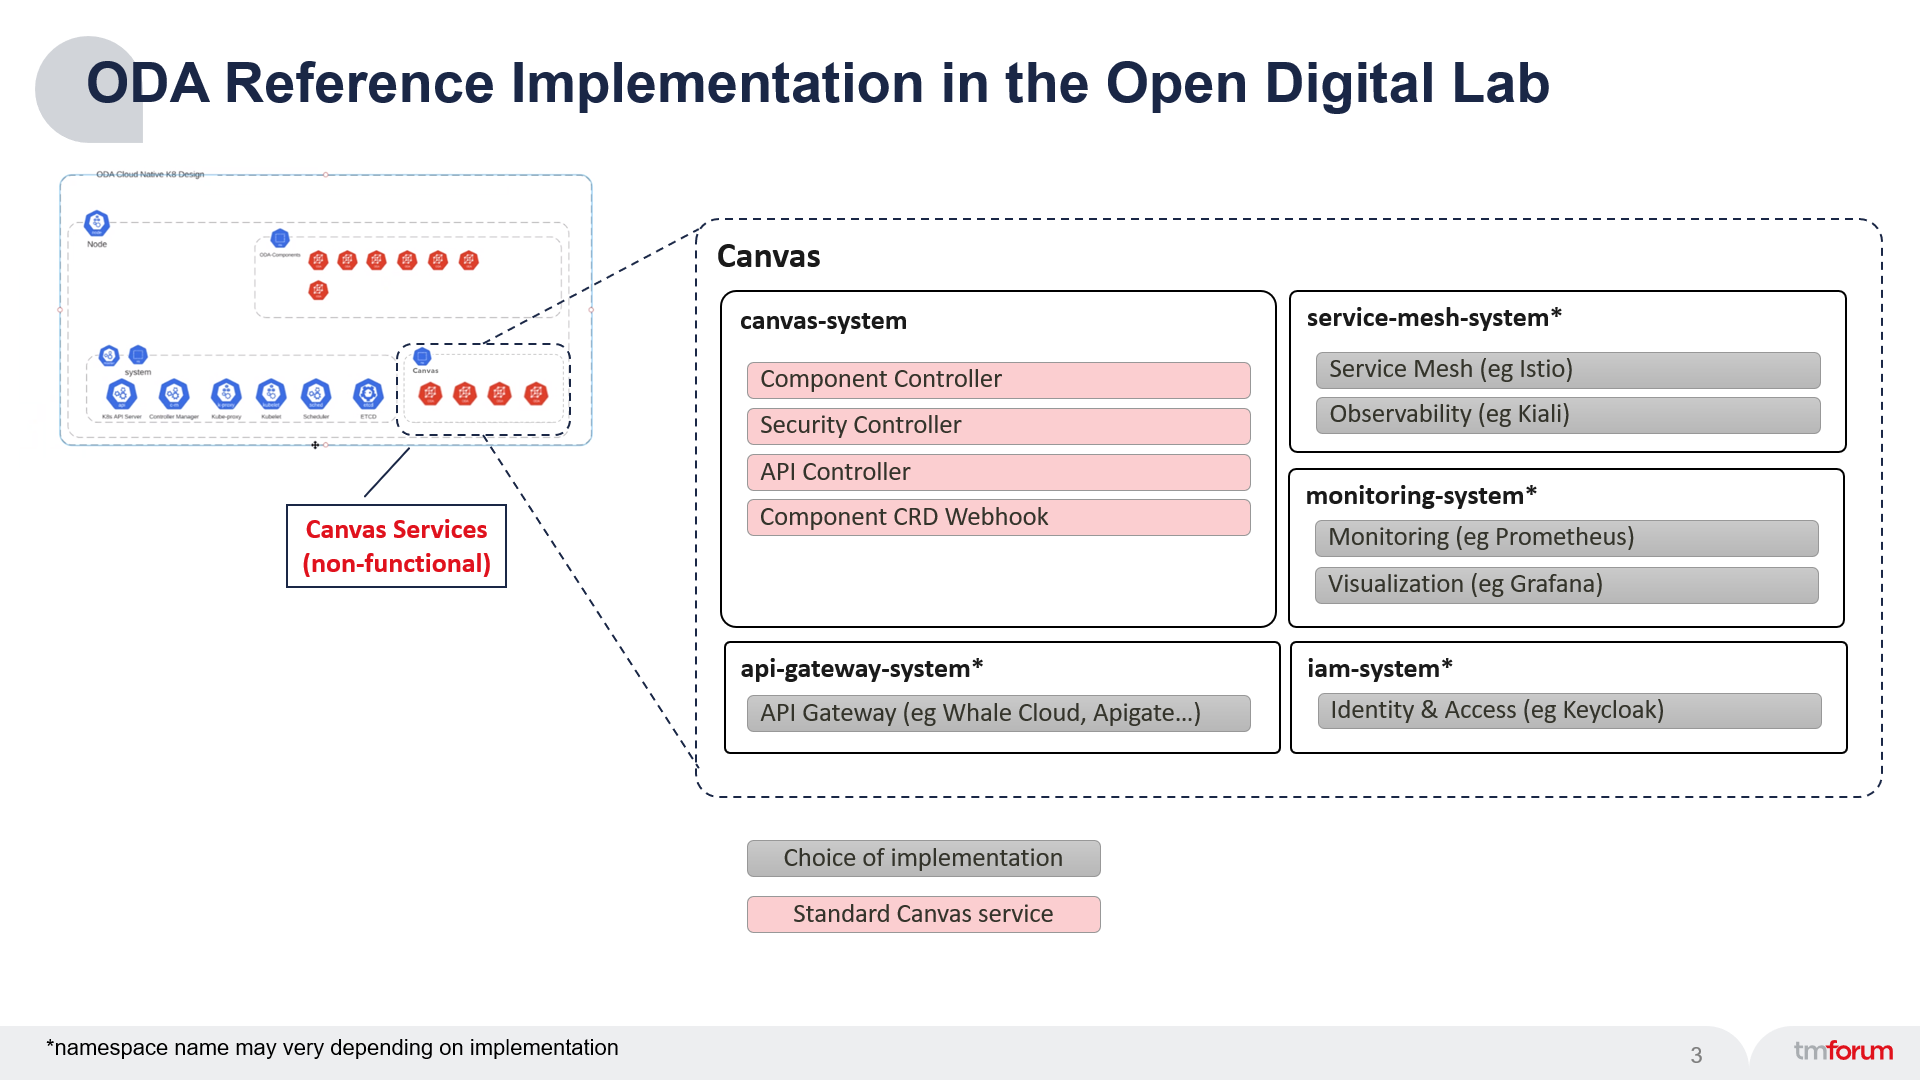 ODA Reference Implementation in the Open Digital Lab
ODA Cloud Native K8 Design
Node
ODA-Components
system
K8s API Server
Controller Manager
Kube-proxy
Kubelet
Scheduler
ETCD
Canvas
Canvas Services
(non-functional)
Canvas
canvas-system
Component Controller
Security Controller
API Controller
Component CRD Webhook
service-mesh-system*
Service Mesh (eg Istio)
Observability (eg Kiali)
monitoring-system*
Monitoring (eg Prometheus)
Visualization (eg Grafana)
api-gateway-system*
API Gateway (eg Whale Cloud, Apigate...)
iam-system*
Identity & Access (eg Keycloak)
Choice of implementation
Standard Canvas service
*namespace name may very depending on implementation
3
tmforum